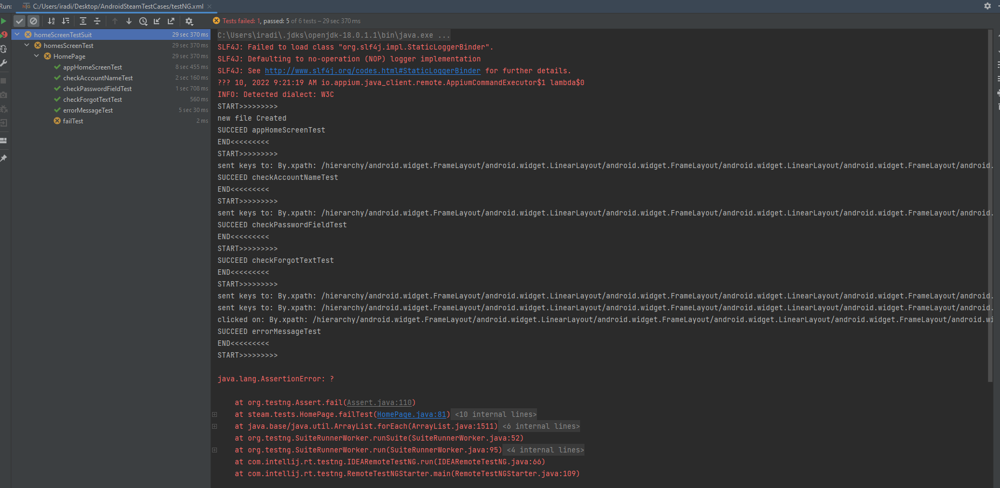 Run: C:/Users/iradi/Desktop/AndroidSteamTestCases/testNG.xml
Tests failed: 1, passed: 5 of 6 tests – 29 sec 370 ms
homeScreenTestSuit 29 sec 370 ms
homesScreenTest 29 sec 370 ms
HomePage 29 sec 370 ms
appHomeScreenTest 8 sec 455 ms
checkAccountNameTest 2 sec 160 ms
checkPasswordFieldTest 1 sec 708 ms
checkForgotTextTest 560 ms
errorMessageTest 5 sec 30 ms
failTest 2 ms
C:\Users\iradi\.jdks\openjdk-18.0.1.1\bin\java.exe ...
SLF4J: Failed to load class "org.slf4j.impl.StaticLoggerBinder".
SLF4J: Defaulting to no-operation (NOP) logger implementation
SLF4J: See http://www.slf4j.org/codes.html#StaticLoggerBinder for further details.
??? 10, 2022 9:21:19 AM io.appium.java_client.remote.AppiumCommandExecutor$1 lambda$0
INFO: Detected dialect: W3C
START>>>>>>>>>
new file Created
SUCCEED appHomeScreenTest
END<<<<<<<<<
START>>>>>>>>>
sent keys to: By.xpath: /hierarchy/android.widget.FrameLayout/android.widget.LinearLayout/android.widget.FrameLayout/android.widget.LinearLayout/android.widget.FrameLayout/android.
SUCCEED checkAccountNameTest
END<<<<<<<<<
START>>>>>>>>>
sent keys to: By.xpath: /hierarchy/android.widget.FrameLayout/android.widget.LinearLayout/android.widget.FrameLayout/android.widget.LinearLayout/android.widget.FrameLayout/android.
SUCCEED checkPasswordFieldTest
END<<<<<<<<<
START>>>>>>>>>
SUCCEED checkForgotTextTest
END<<<<<<<<<
START>>>>>>>>>
sent keys to: By.xpath: /hierarchy/android.widget.FrameLayout/android.widget.LinearLayout/android.widget.FrameLayout/android.widget.LinearLayout/android.widget.FrameLayout/android.
sent keys to: By.xpath: /hierarchy/android.widget.FrameLayout/android.widget.LinearLayout/android.widget.FrameLayout/android.widget.LinearLayout/android.widget.FrameLayout/android.
clicked on: By.xpath: /hierarchy/android.widget.FrameLayout/android.widget.LinearLayout/android.widget.FrameLayout/android.widget.LinearLayout/android.widget.FrameLayout/android.wi
SUCCEED errorMessageTest
END<<<<<<<<<
START>>>>>>>>>
java.lang.AssertionError: ?
at org.testng.Assert.fail(Assert.java:110)
at steam.tests.HomePage.failTest(HomePage.java:81) <10 internal lines>
at java.base/java.util.ArrayList.forEach(ArrayList.java:1511) <6 internal lines>
at org.testng.SuiteRunnerWorker.runSuite(SuiteRunnerWorker.java:52)
at org.testng.SuiteRunnerWorker.run(SuiteRunnerWorker.java:95) <4 internal lines>
at com.intellij.rt.testng.IDEARemoteTestNG.run(IDEARemoteTestNG.java:66)
at com.intellij.rt.testng.RemoteTestNGStarter.main(RemoteTestNGStarter.java:109)